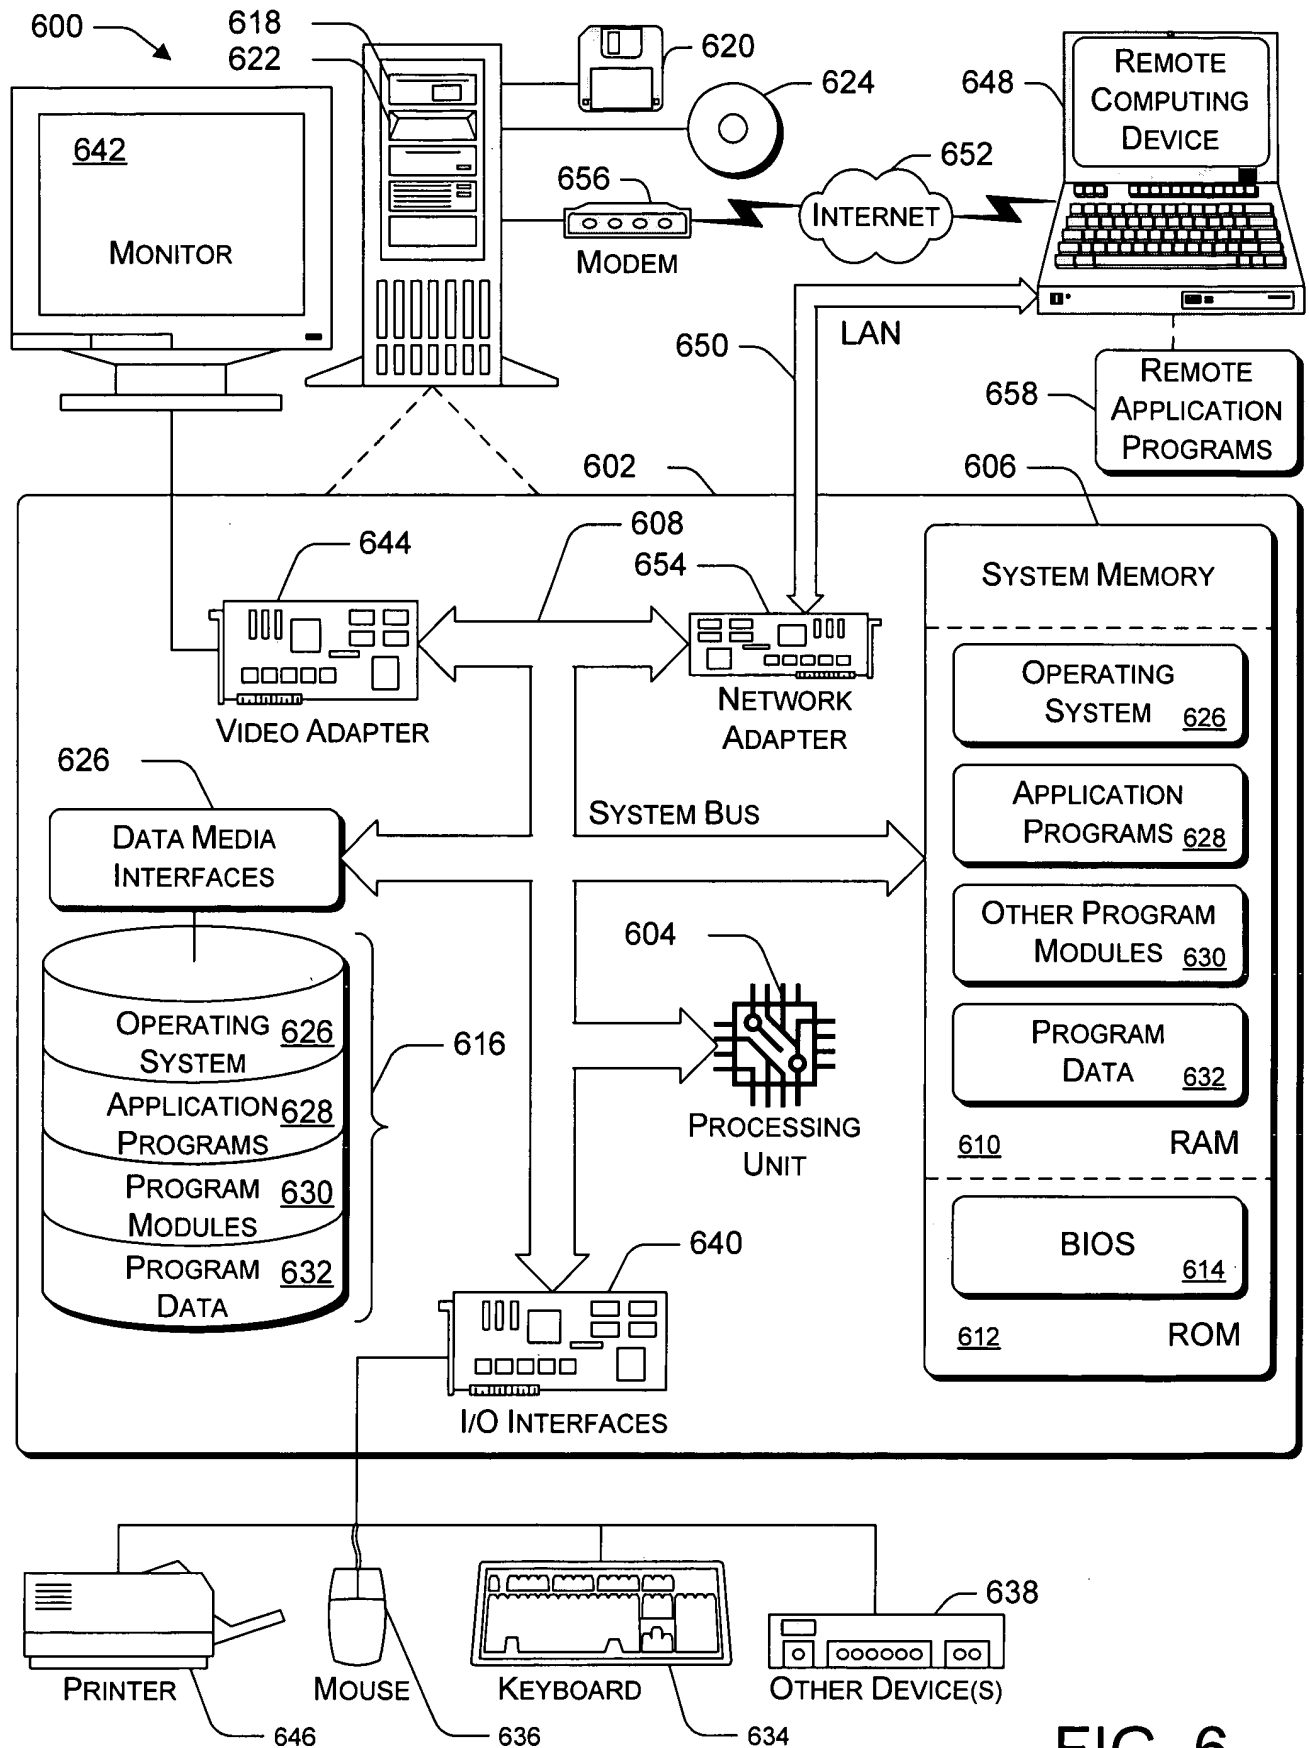 600
618
622
620
624
648
REMOTE
COMPUTING
DEVICE
642
MONITOR
656
MODEM
652
INTERNET
650
LAN
658
REMOTE
APPLICATION
PROGRAMS
602
606
608
644
654
VIDEO ADAPTER
NETWORK
ADAPTER
SYSTEM MEMORY
OPERATING
SYSTEM 626
APPLICATION
PROGRAMS 628
OTHER PROGRAM
MODULES 630
PROGRAM
DATA 632
610 RAM
BIOS
614
612 ROM
626
DATA MEDIA
INTERFACES
SYSTEM BUS
604
PROCESSING
UNIT
OPERATING 626
SYSTEM
APPLICATION 628
PROGRAMS
PROGRAM 630
MODULES
PROGRAM 632
DATA
616
640
I/O INTERFACES
PRINTER
646
MOUSE
636
KEYBOARD
634
638
OTHER DEVICE(S)
FIG. 6